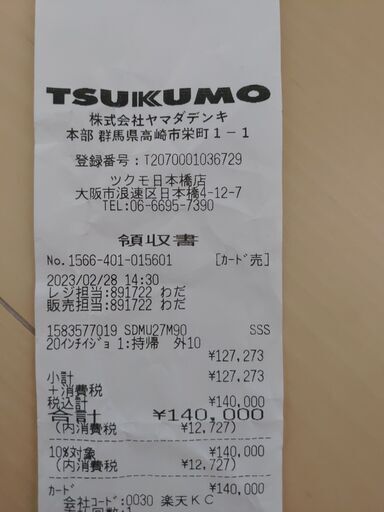 TSUKUMO
株式会社ヤマダデンキ
本部 群馬県高崎市栄町1-1
登録番号:T2070001036729
ツクモ日本橋店
大阪市浪速区日本橋4-12-7
TEL:06-6695-7390
領収書
No.1566-401-015601 [カード売]
2023/02/28 14:30
レジ担当:891722 わだ
販売担当:891722 わだ
1583577019 SDMU27M90 SSS
20インチイジョ 1:持帰 外10
¥127,273
小計 ¥127,273
+消費税
税込計 ¥140,000
合計 ¥140,000
(内消費税 ¥12,727)
10%対象 ¥140,000
(内消費税 ¥12,727)
カード ¥140,000
会社コード:0030 楽天KC